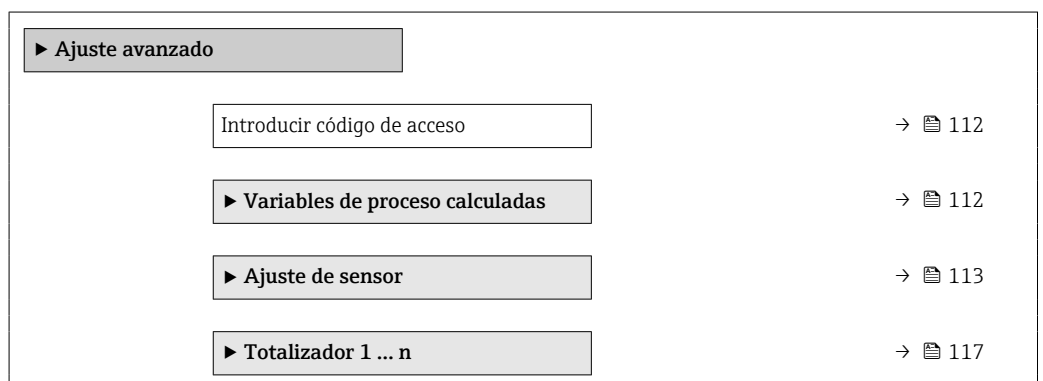 ▶ Ajuste avanzado
Introducir código de acceso → 112
▶ Variables de proceso calculadas → 112
▶ Ajuste de sensor → 113
▶ Totalizador 1 … n → 117